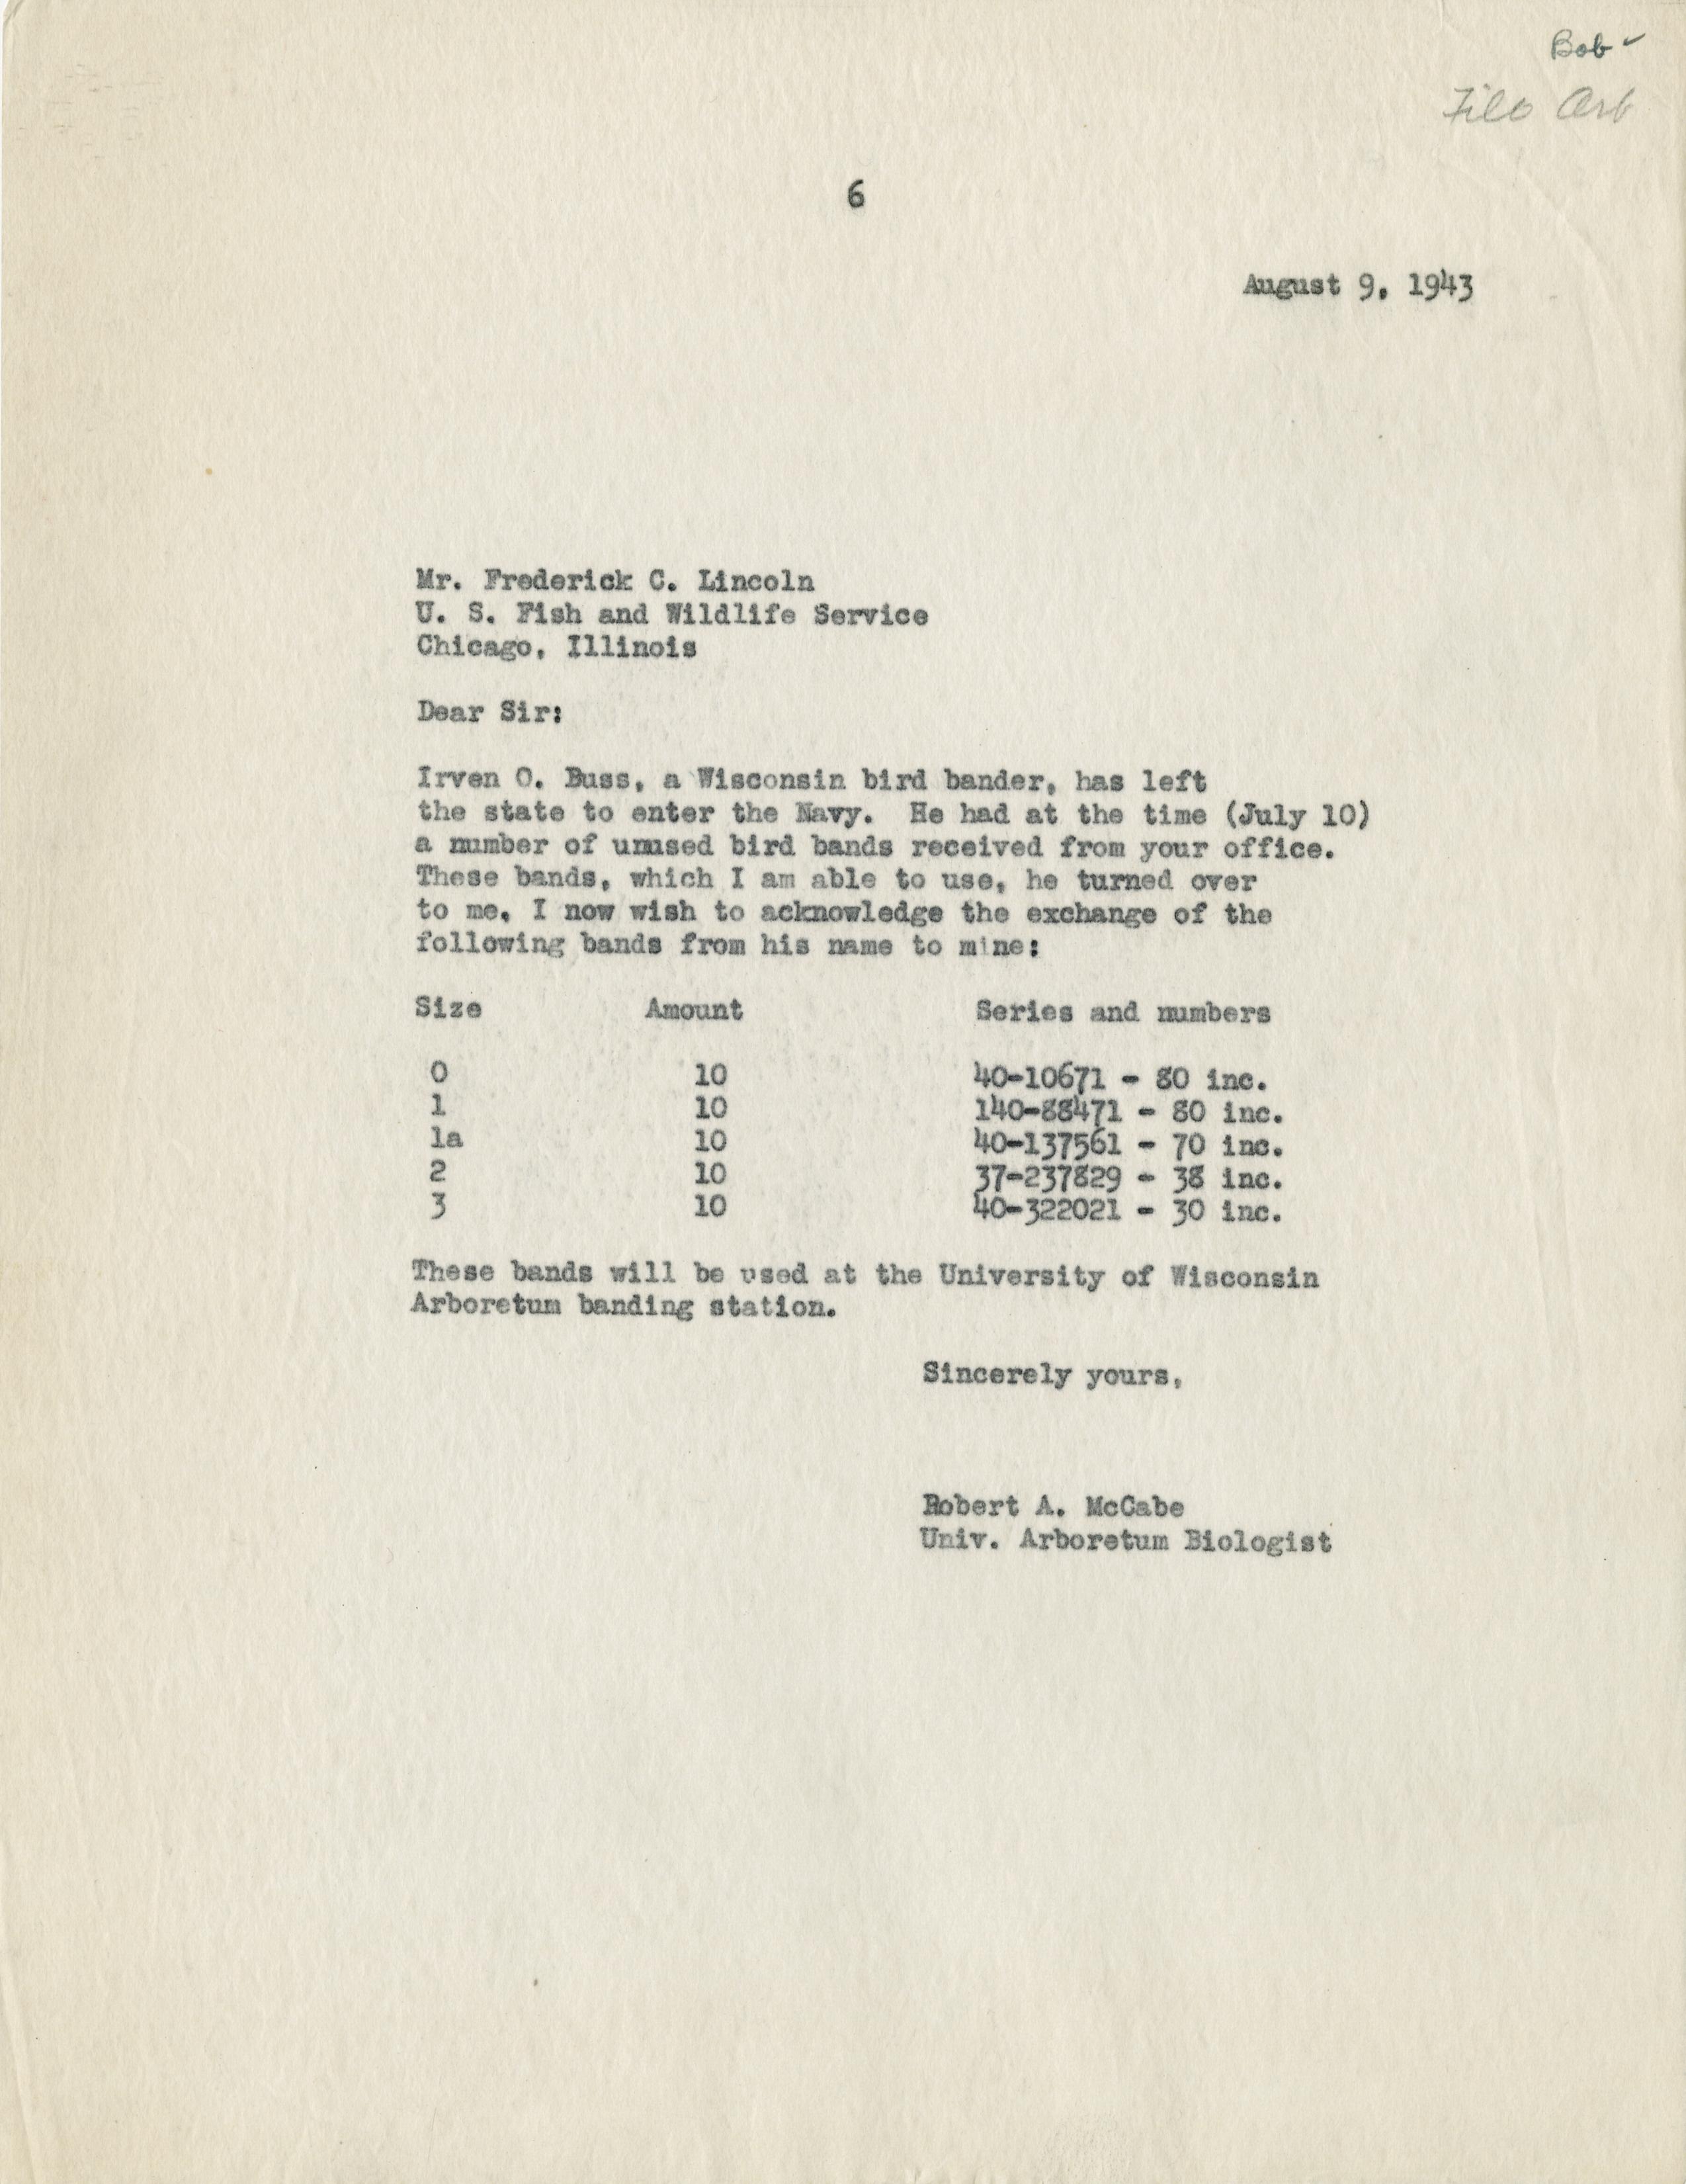 Bob
File Arb
6
August 9, 1943
Mr. Frederick C. Lincoln
U. S. Fish and Wildlife Service
Chicago, Illinois
Dear Sir:
Irven O. Buss, a Wisconsin bird bander, has left
the state to enter the Navy. He had at the time (July 10)
a number of unused bird bands received from your office.
These bands, which I am able to use, he turned over
to me. I now wish to acknowledge the exchange of the
following bands from his name to mine:
Size Amount Series and numbers
0 10 40-10671 - 80 inc.
1 10 140-88471 - 80 inc.
1a 10 40-137561 - 70 inc.
2 10 37-237829 - 38 inc.
3 10 40-322021 - 30 inc.
These bands will be used at the University of Wisconsin
Arboretum banding station.
Sincerely yours,
Robert A. McCabe
Univ. Arboretum Biologist